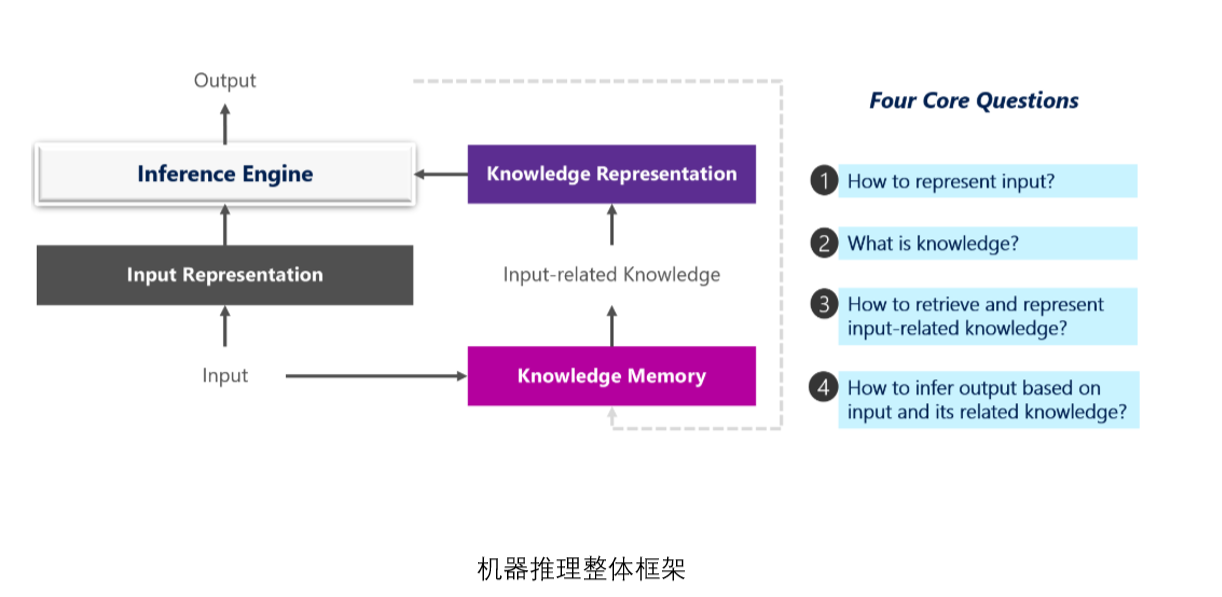 Output
Inference Engine
Knowledge Representation
Input Representation
Input-related Knowledge
Input
Knowledge Memory
Four Core Questions
1 How to represent input?
2 What is knowledge?
3 How to retrieve and represent
input-related knowledge?
4 How to infer output based on
input and its related knowledge?
机器推理整体框架